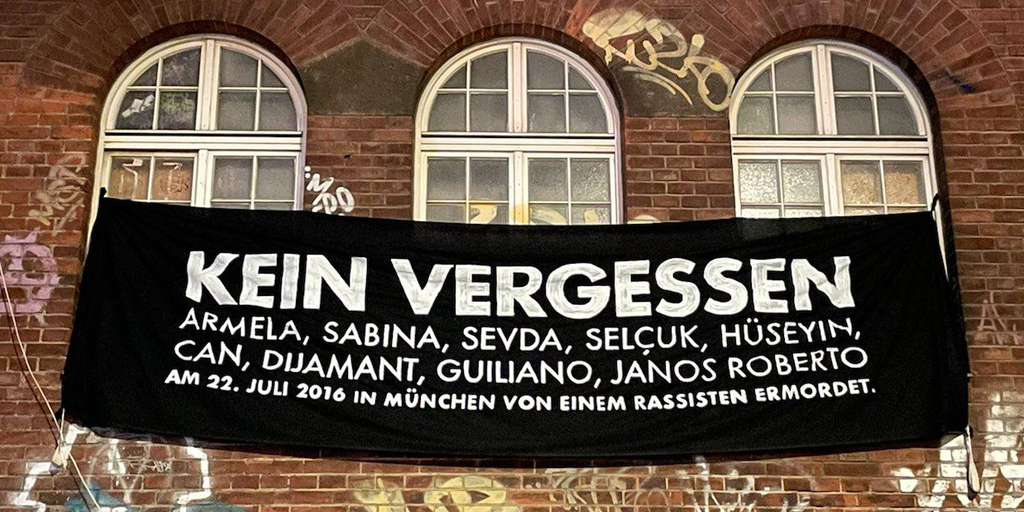 KEIN VERGESSEN
ARMELA, SABINA, SEVDA, SELÇUK, HÜSEYIN,
CAN, DIJAMANT, GUILIANO, JÁNOS ROBERTO
AM 22. JULI 2016 IN MÜNCHEN VON EINEM RASSISTEN ERMORDET.